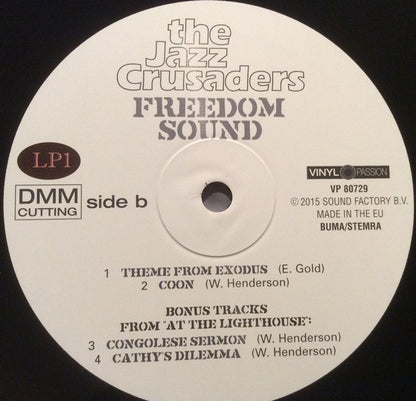 the
Jazz
Crusaders
FREEDOM
SOUND
LP1
DMM
CUTTING
side b
VINYL PASSION
VP 80729
©2015 SOUND FACTORY B.V.
MADE IN THE EU
BUMA/STEMRA
1 THEME FROM EXODUS (E. Gold)
2 COON (W. Henderson)
BONUS TRACKS
FROM "AT THE LIGHTHOUSE":
3 CONGOLESE SERMON (W. Henderson)
4 CATHY'S DILEMMA (W. Henderson)